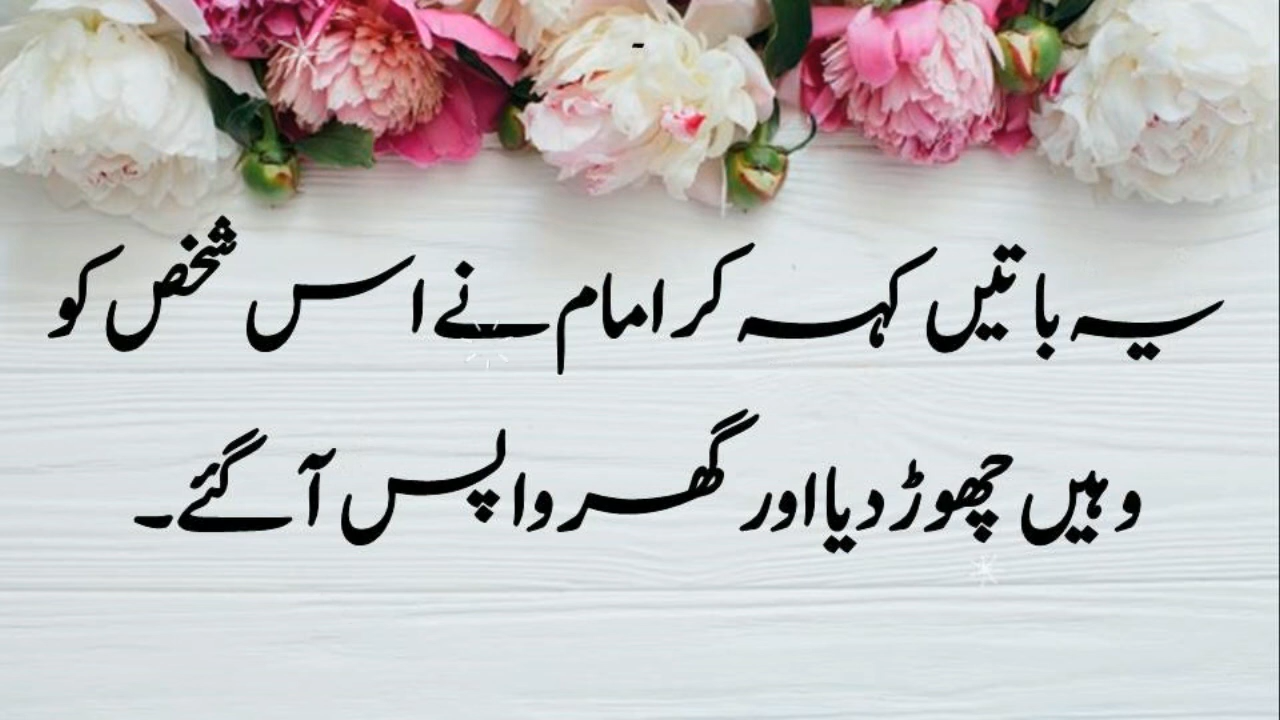 یہ باتیں کہہ کر امام نے اس شخص کو
وہیں چھوڑ دیا اور گھر واپس آ گئے۔